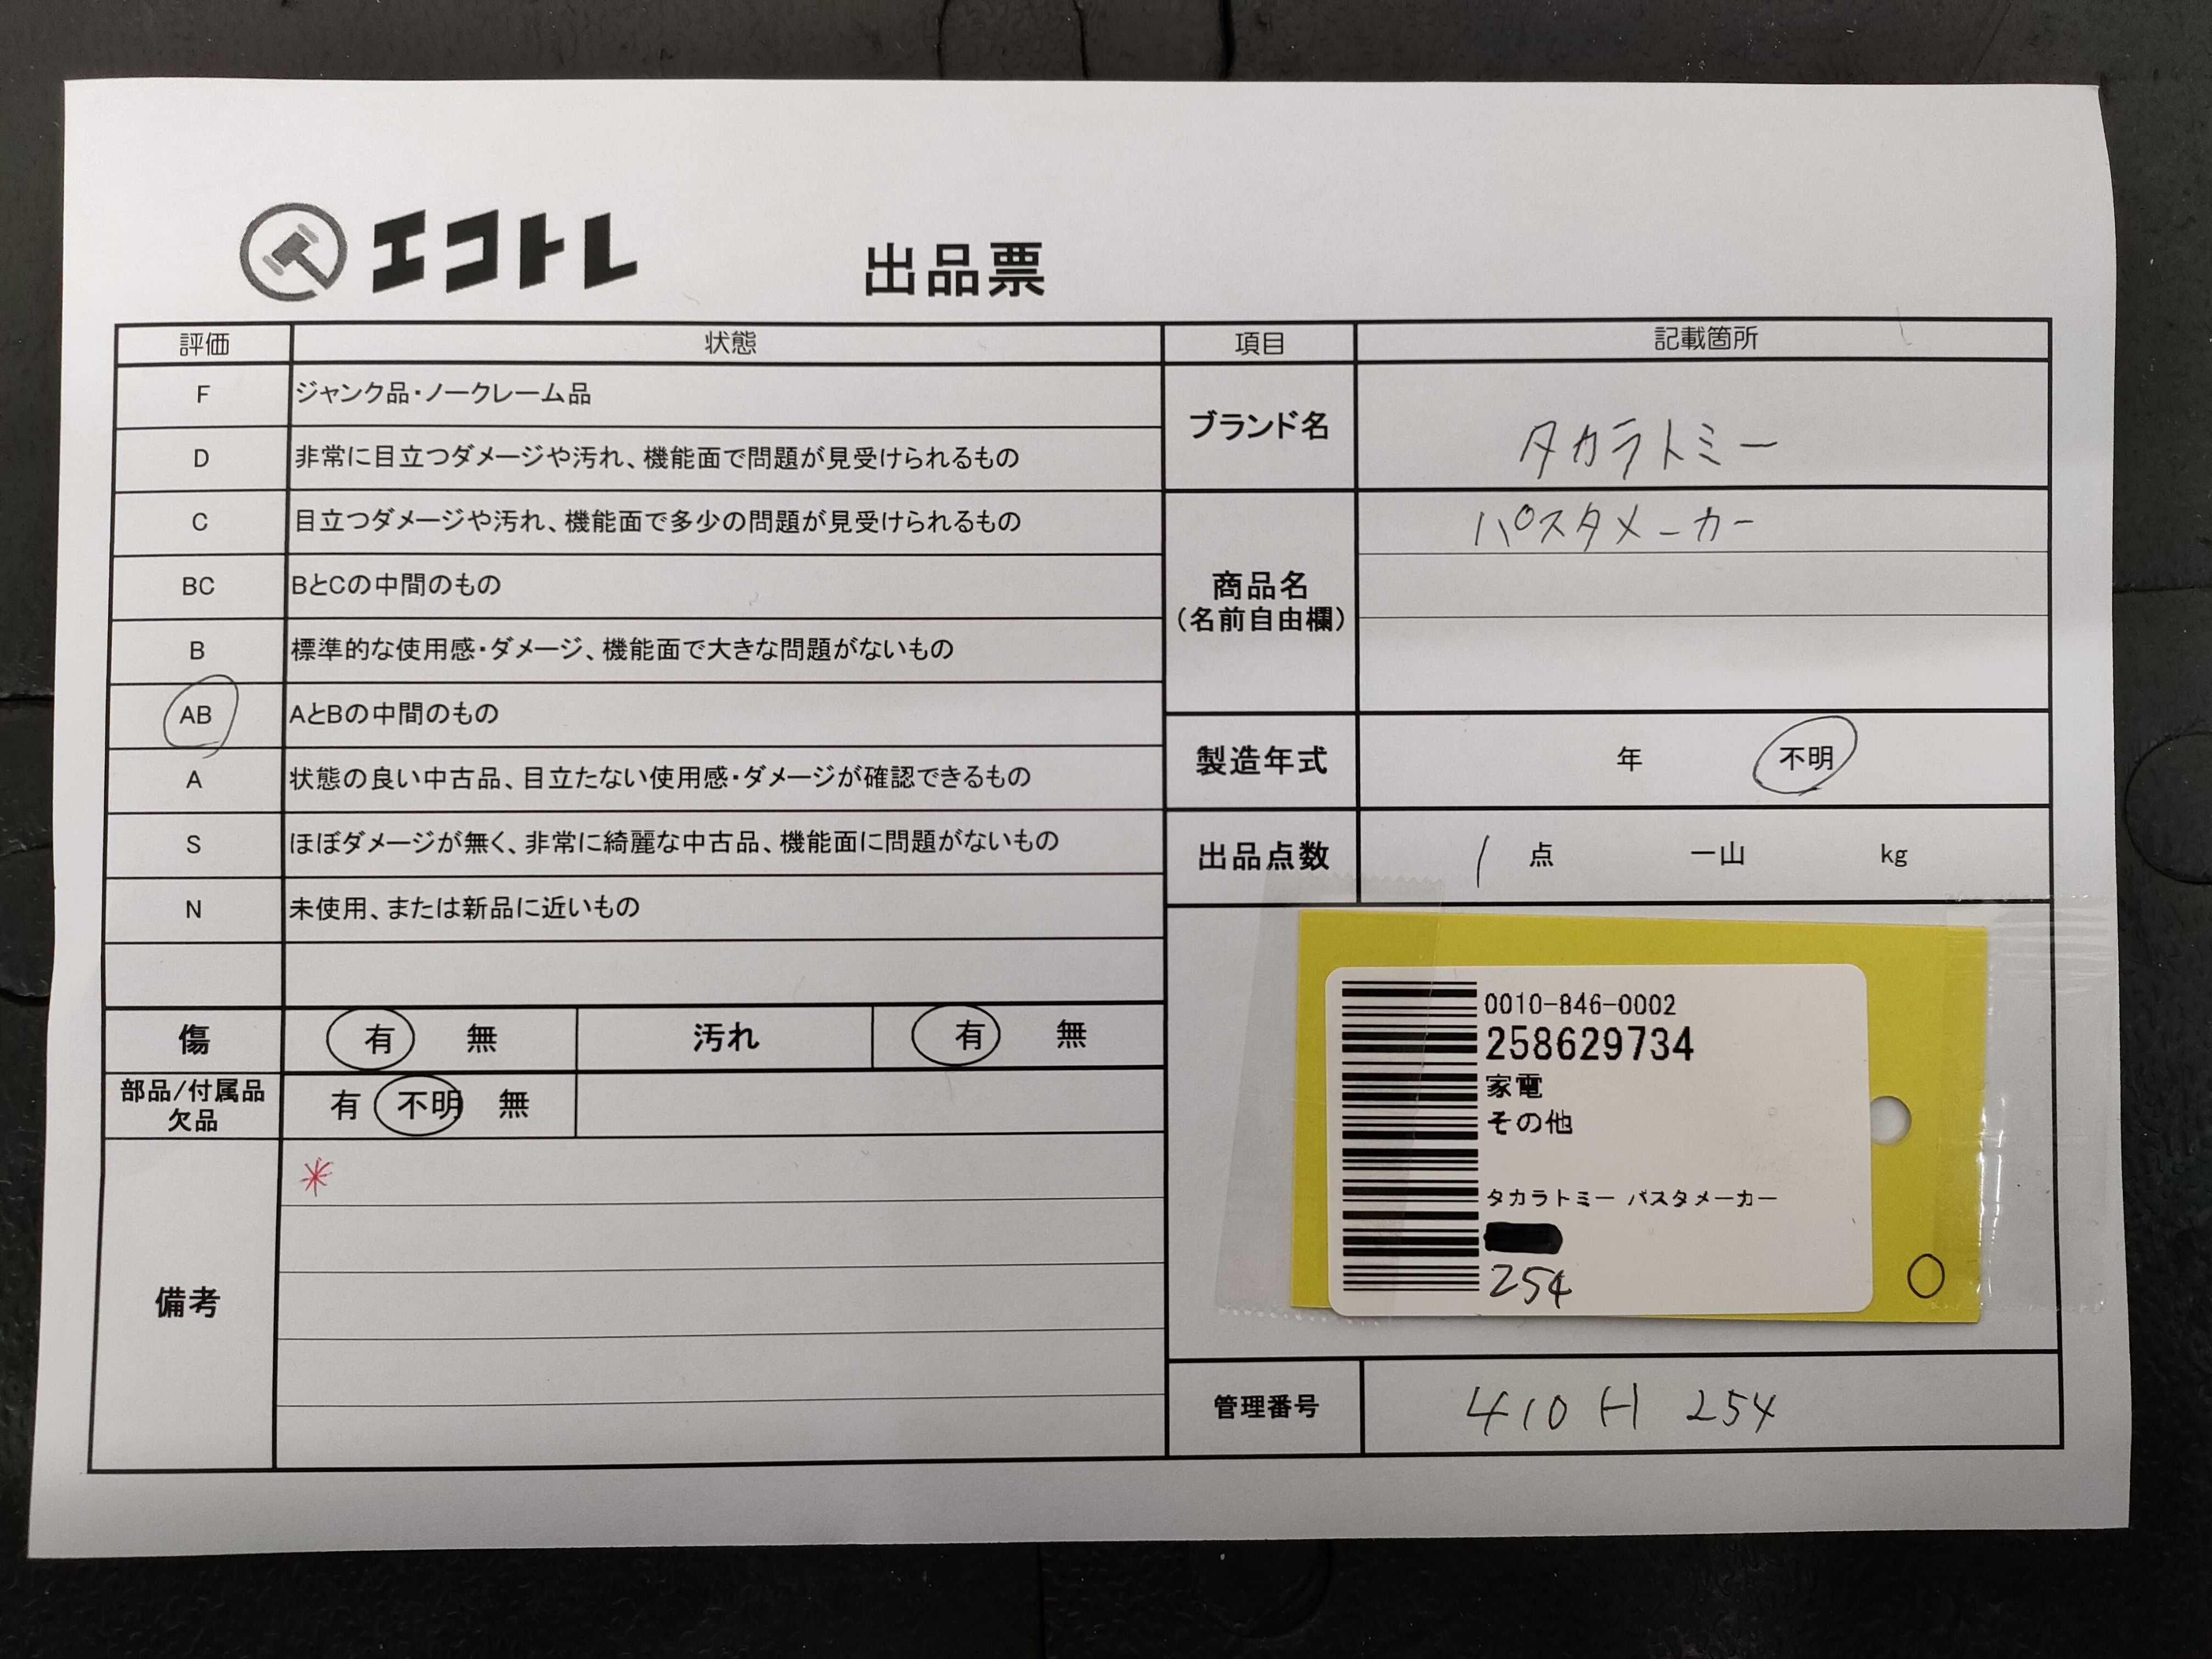 エコトレ
出品票
評価 状態
F ジャンク品・ノークレーム品
D 非常に目立つダメージや汚れ、機能面で問題が見受けられるもの
C 目立つダメージや汚れ、機能面で多少の問題が見受けられるもの
BC BとCの中間のもの
B 標準的な使用感・ダメージ、機能面で大きな問題がないもの
AB AとBの中間のもの
A 状態の良い中古品、目立たない使用感・ダメージが確認できるもの
S ほぼダメージが無く、非常に綺麗な中古品、機能面に問題がないもの
N 未使用、または新品に近いもの
傷 有 無 汚れ 有 無
部品/付属品
欠品
有 不明 無
備考
*
項目 記載箇所
ブランド名 タカラトミー
商品名
(名前自由欄)
パスタメーカー
製造年式 年 不明
出品点数 1 点 一山 kg
0010-846-0002
258629734
家電
その他
タカラトミー パスタメーカー
254
管理番号 410H 254